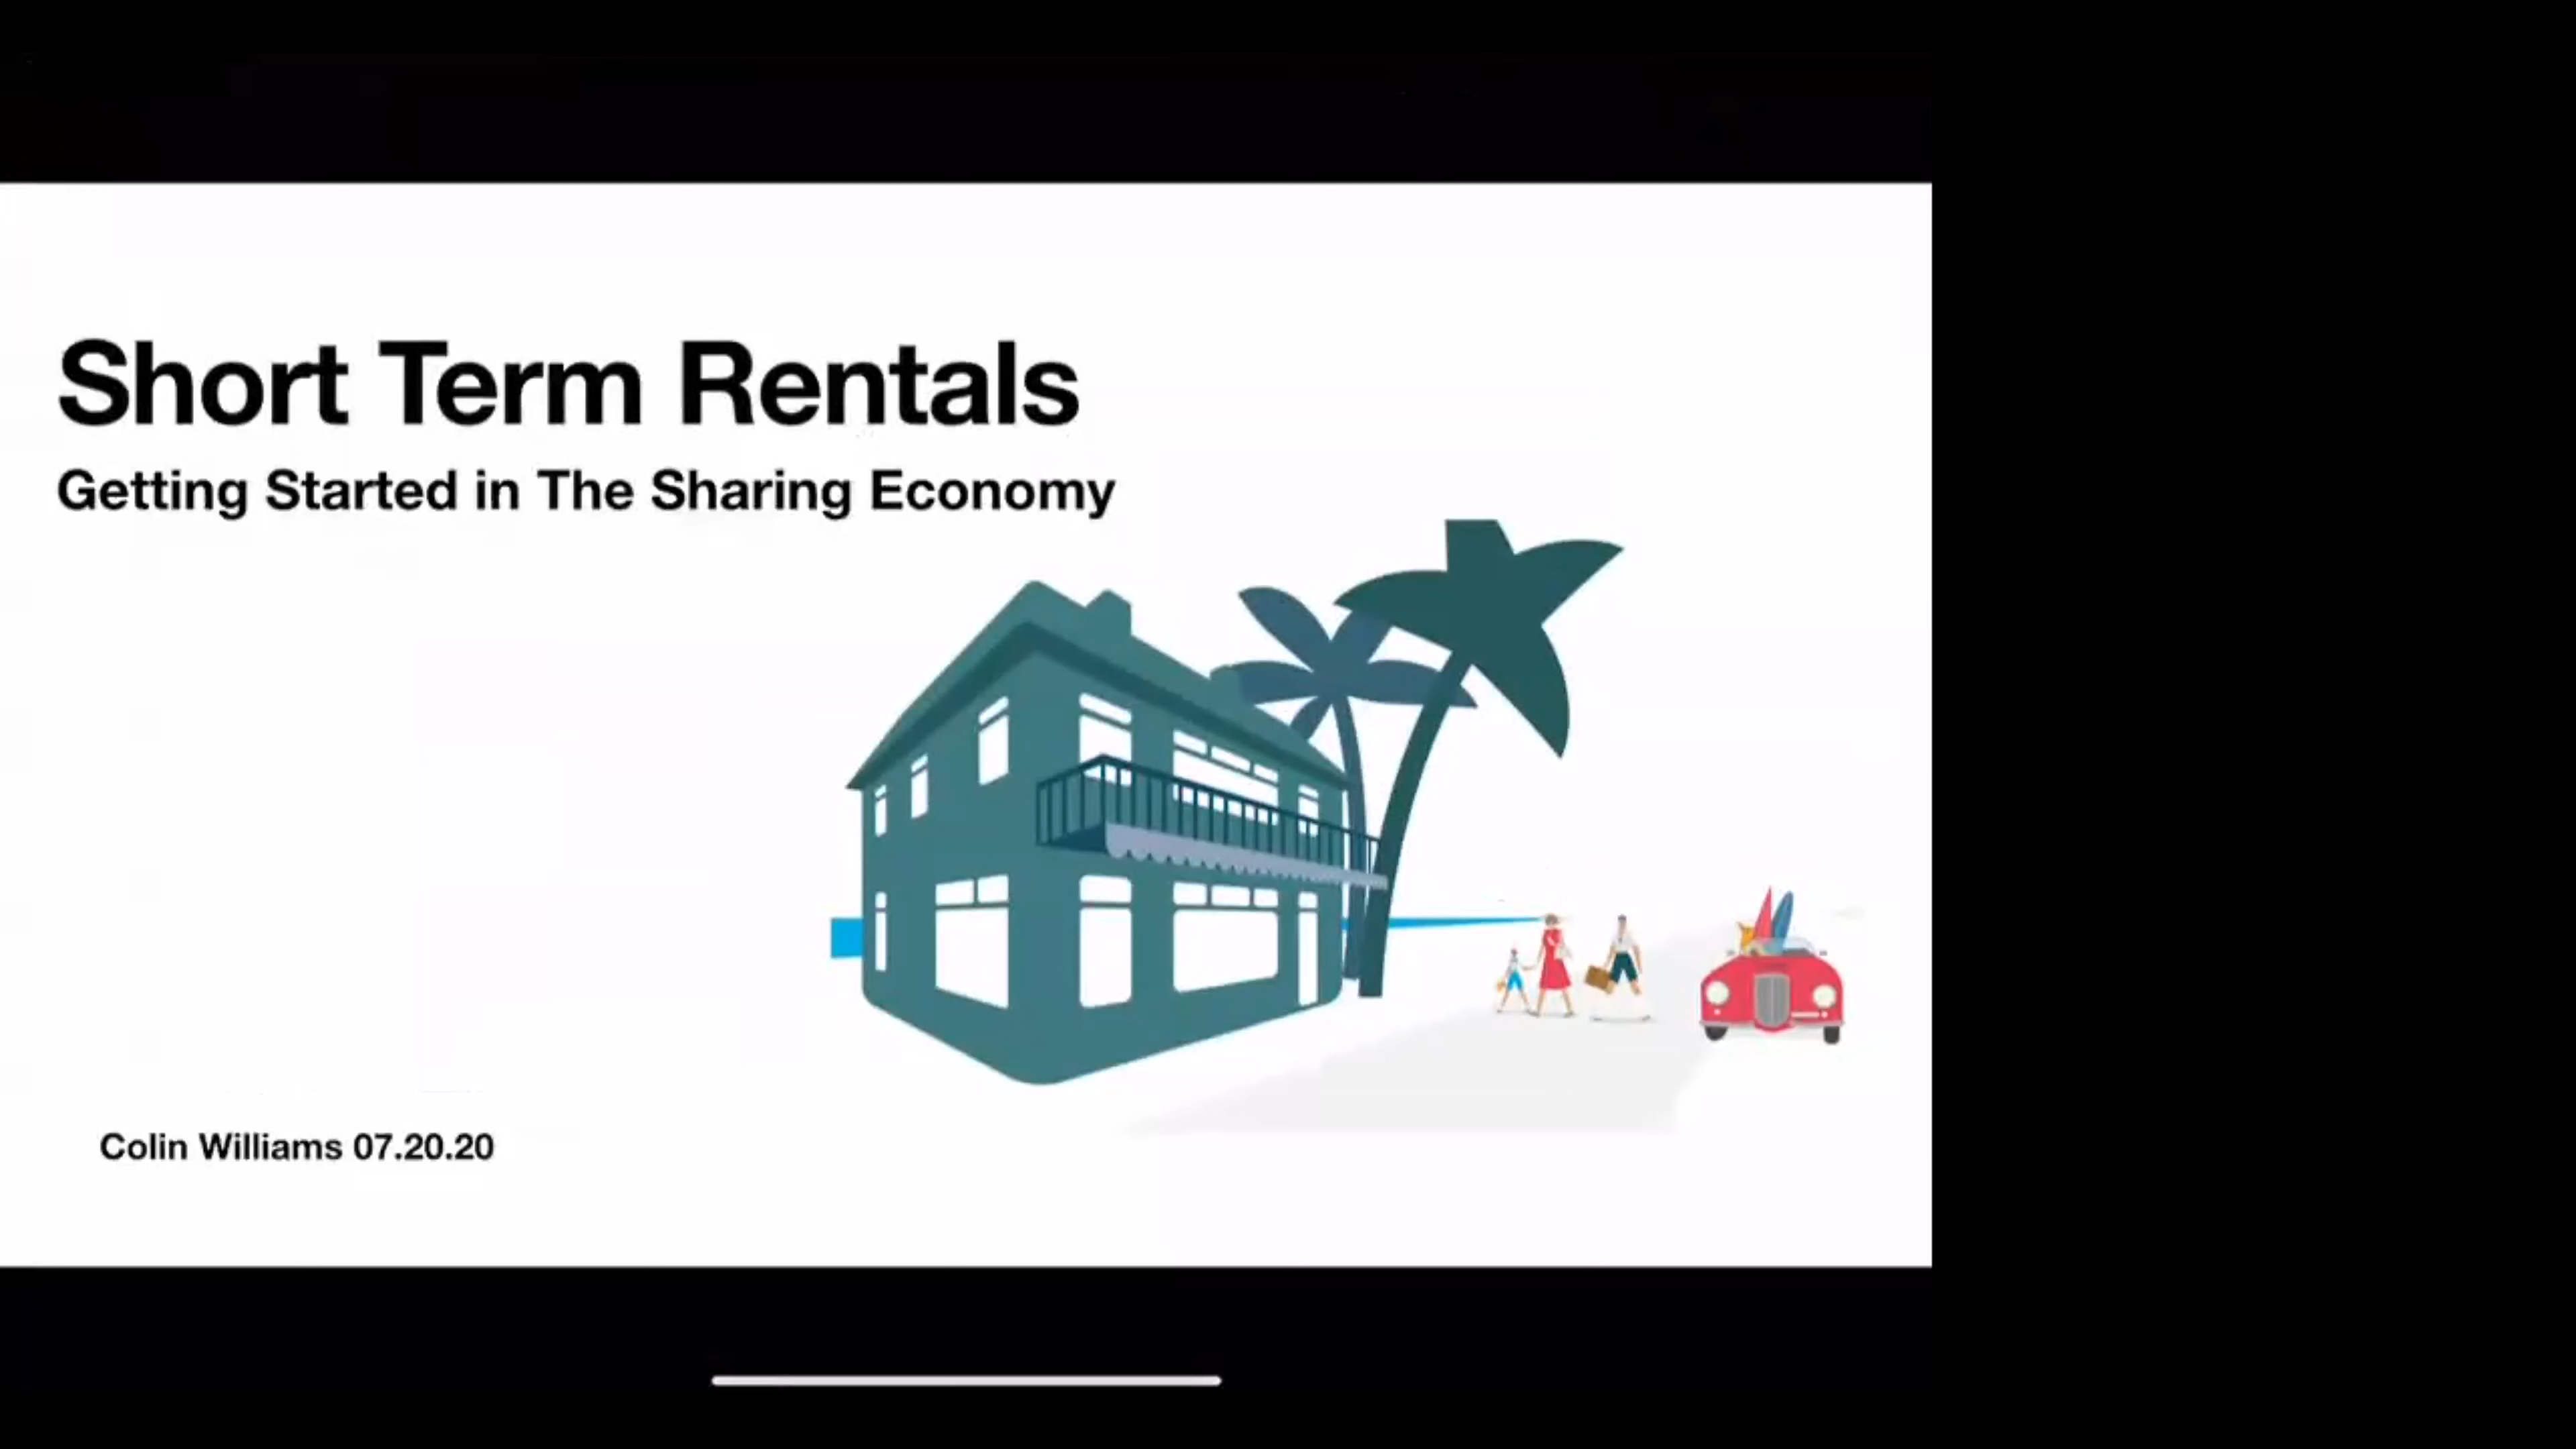 Short Term Rentals
Getting Started in The Sharing Economy
Colin Williams 07.20.20